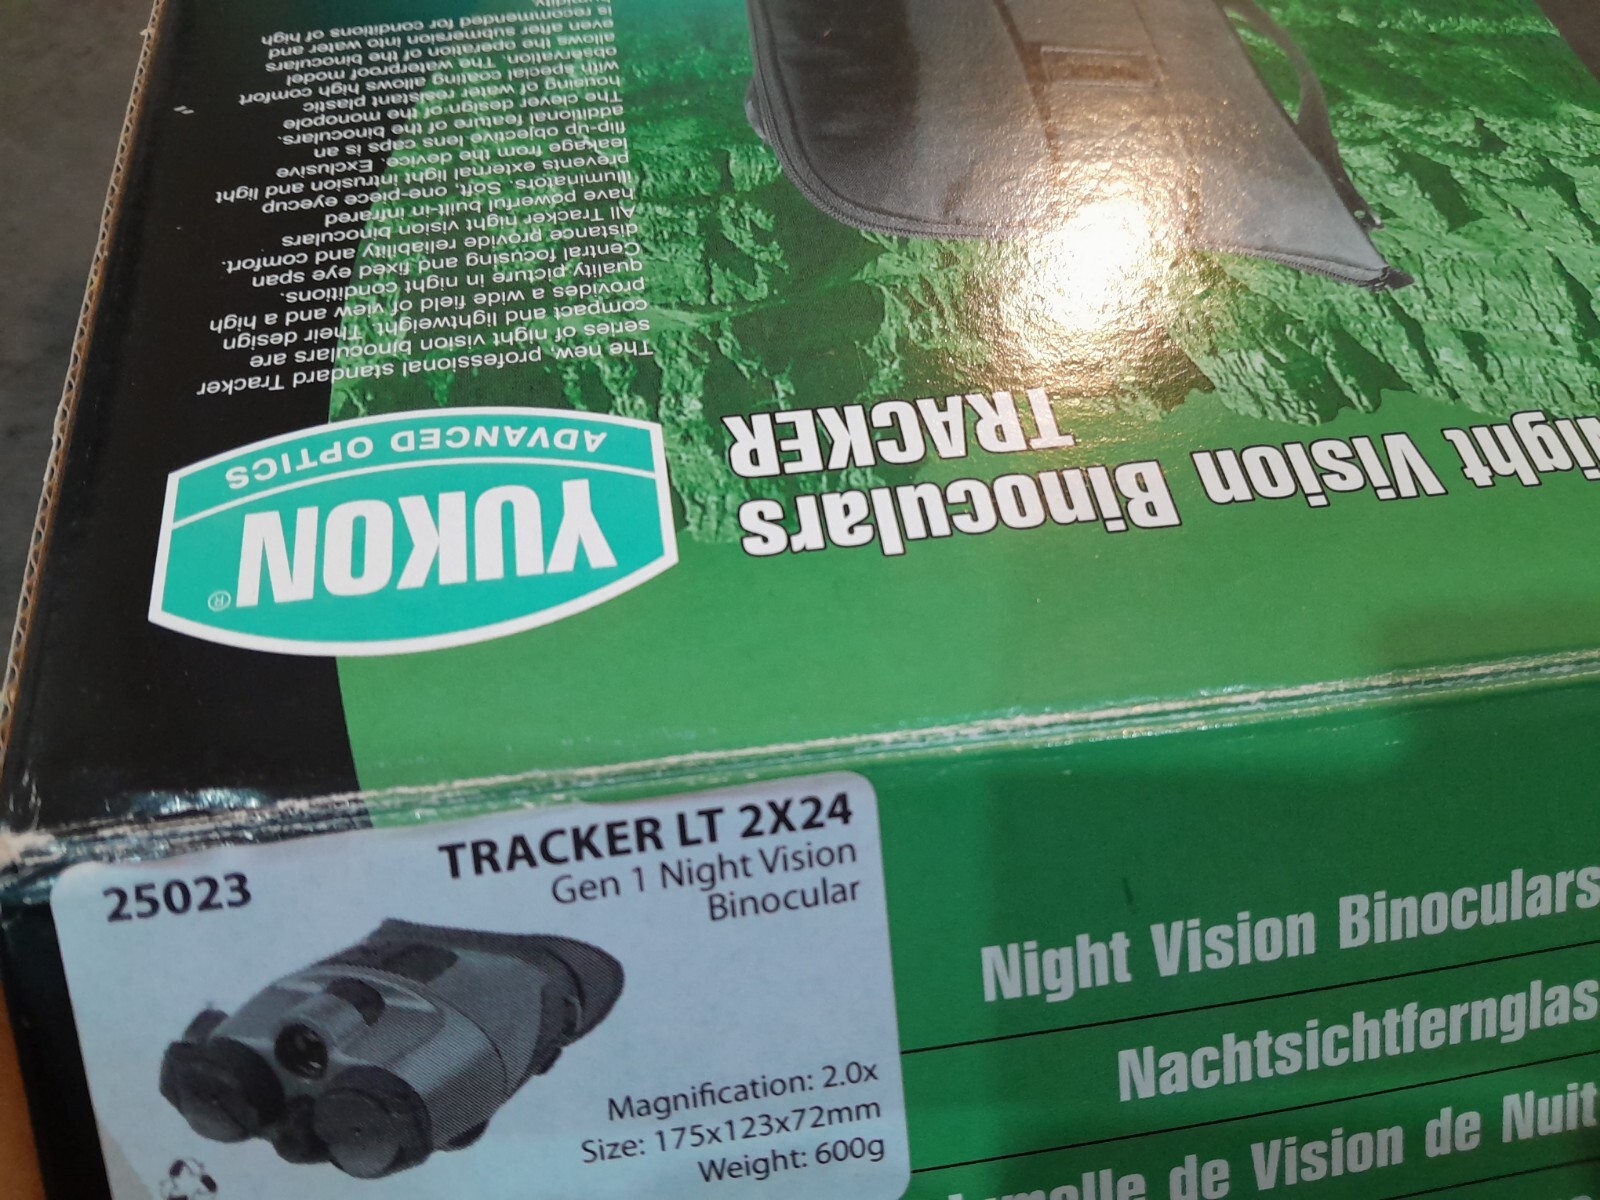 YUKON®
ADVANCED OPTICS
Night Vision Binoculars
TRACKER
The new, professional standard Tracker
series of night vision binoculars are
compact and lightweight. Their design
provides a wide field of view and a high
quality picture in night conditions.
Central focusing and fixed eye span
distance provide reliability and comfort.
All Tracker night vision binoculars
have powerful built-in infrared
illuminators. Soft, one-piece eyecup
prevents external light intrusion and light
leakage from the device. Exclusive
flip-up objective lens caps is an
additional feature of the binoculars.
The clever design of the monopole
housing of water resistant plastic
with special coating allows high comfort
observation. The waterproof model
allows the operation of the binoculars
even after submersion into water and
is recommended for conditions of high
humidity.
25023
TRACKER LT 2X24
Gen 1 Night Vision
Binocular
Magnification: 2.0x
Size: 175x123x72mm
Weight: 600g
Night Vision Binoculars
Nachtsichtfernglas
de Vision de Nuit